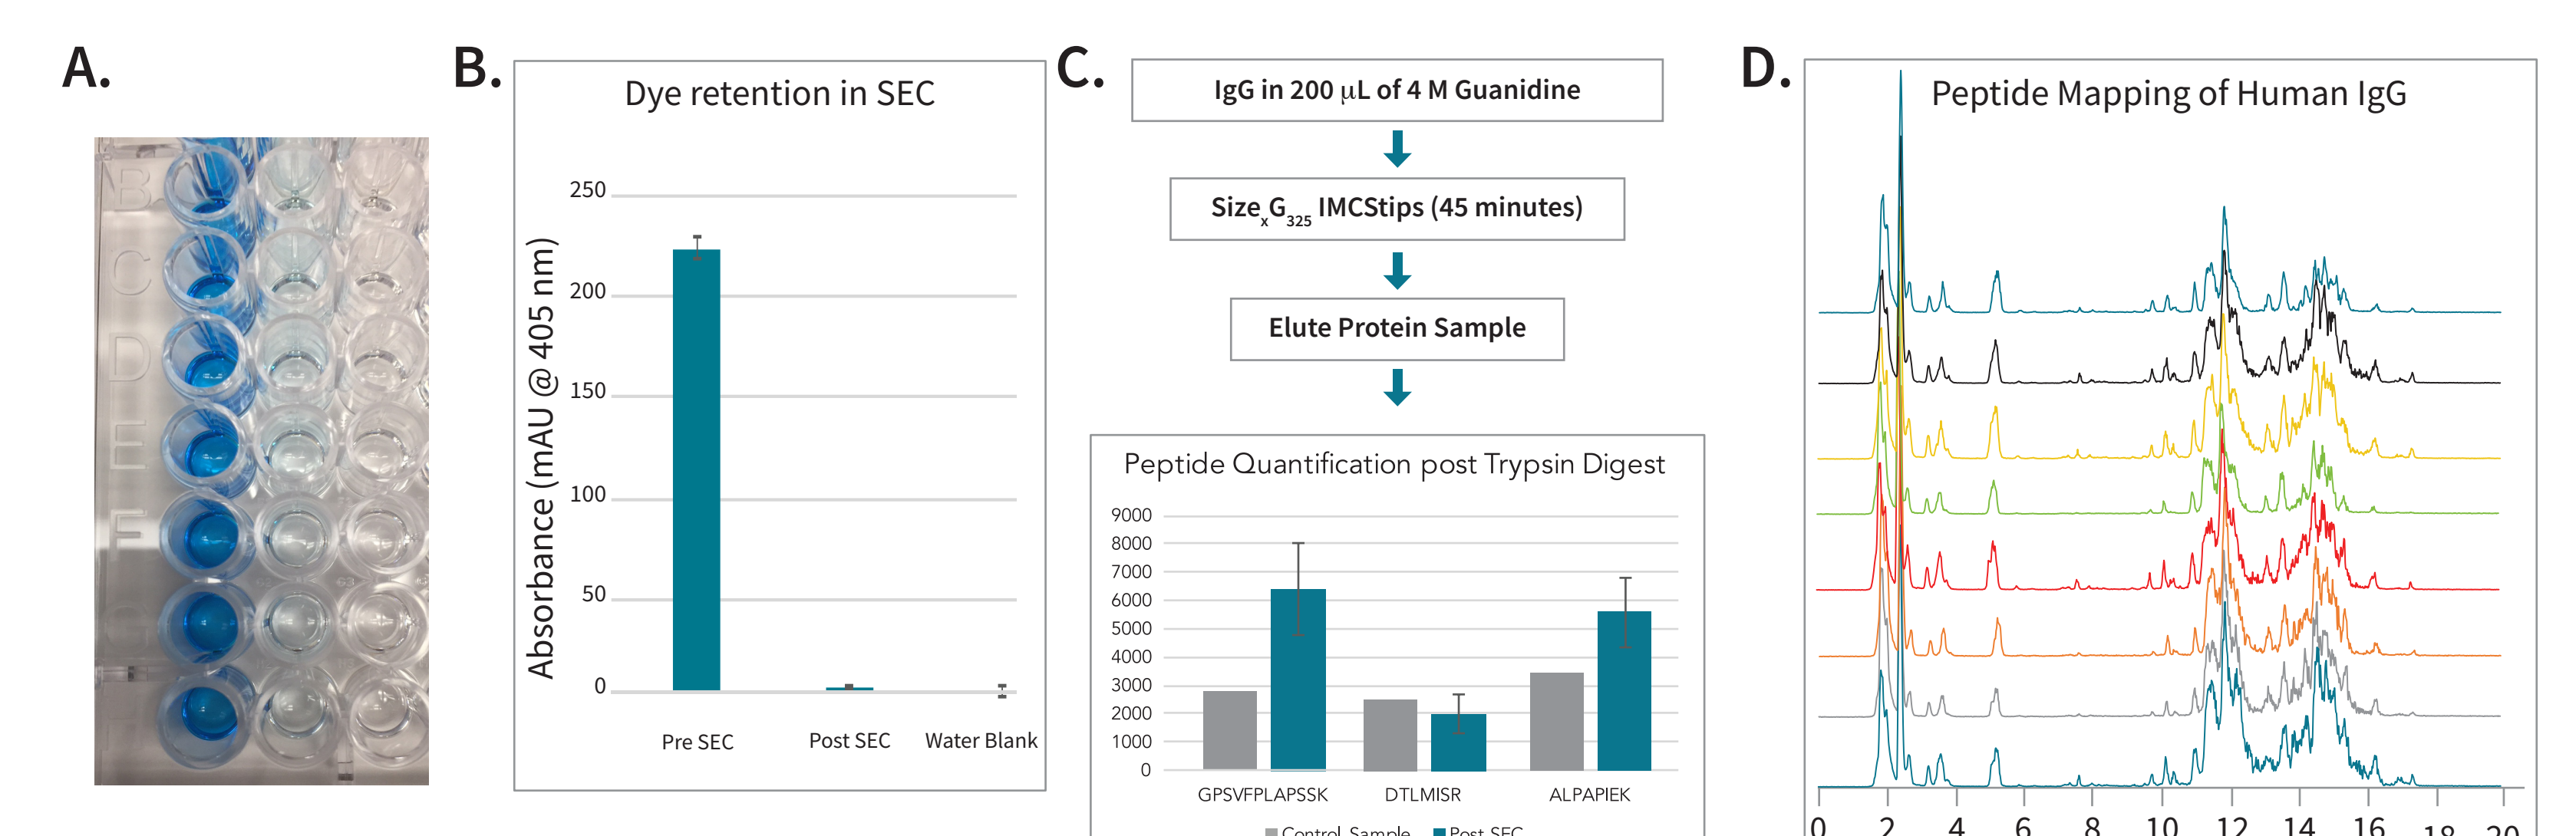 A.
B
C
D
E
F
B.
Dye retention in SEC
Absorbance (mAU @ 405 nm)
250
200
150
100
50
0
Pre SEC Post SEC Water Blank
C.
IgG in 200 μL of 4 M Guanidine
SizexG325 IMCStips (45 minutes)
Elute Protein Sample
Peptide Quantification post Trypsin Digest
9000
8000
7000
6000
5000
4000
3000
2000
1000
0
GPSVFPLAPSSK DTLMISR ALPAPIEK
Control Sample Post SEC
D.
Peptide Mapping of Human IgG
0 2 4 6 8 10 12 14 16 18 20